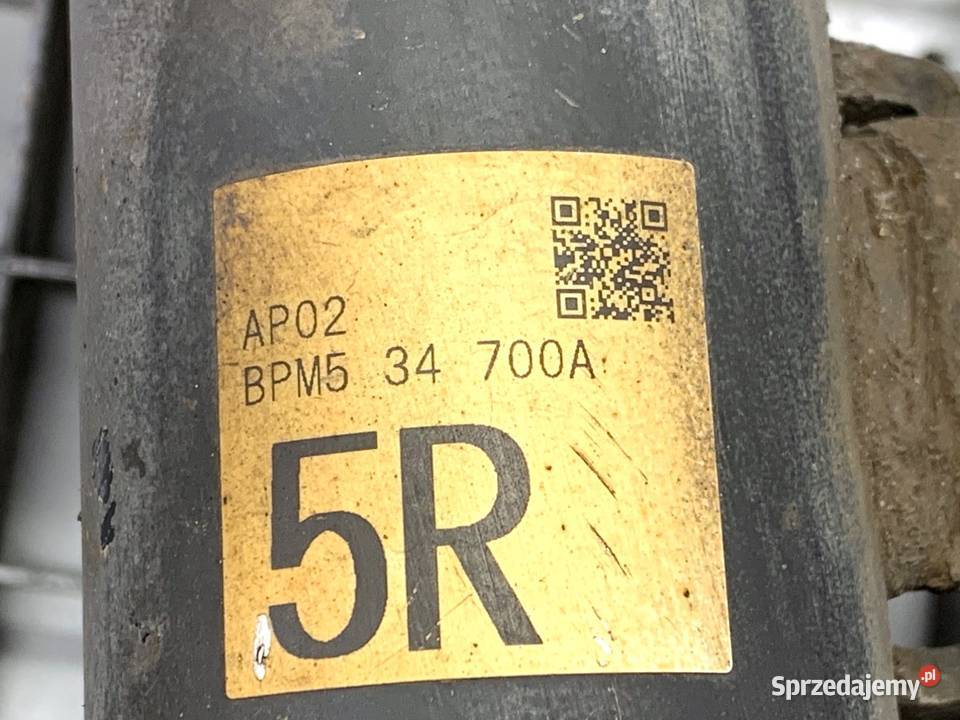 AP02
BPM5 34 700A
5R
Sprzedajemy.pl